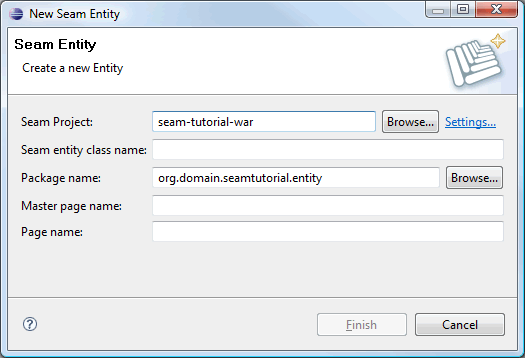 New Seam Entity
Seam Entity
Create a new Entity
Seam Project: seam-tutorial-war Browse... Settings...
Seam entity class name:
Package name: org.domain.seamtutorial.entity Browse...
Master page name:
Page name:
? Finish Cancel